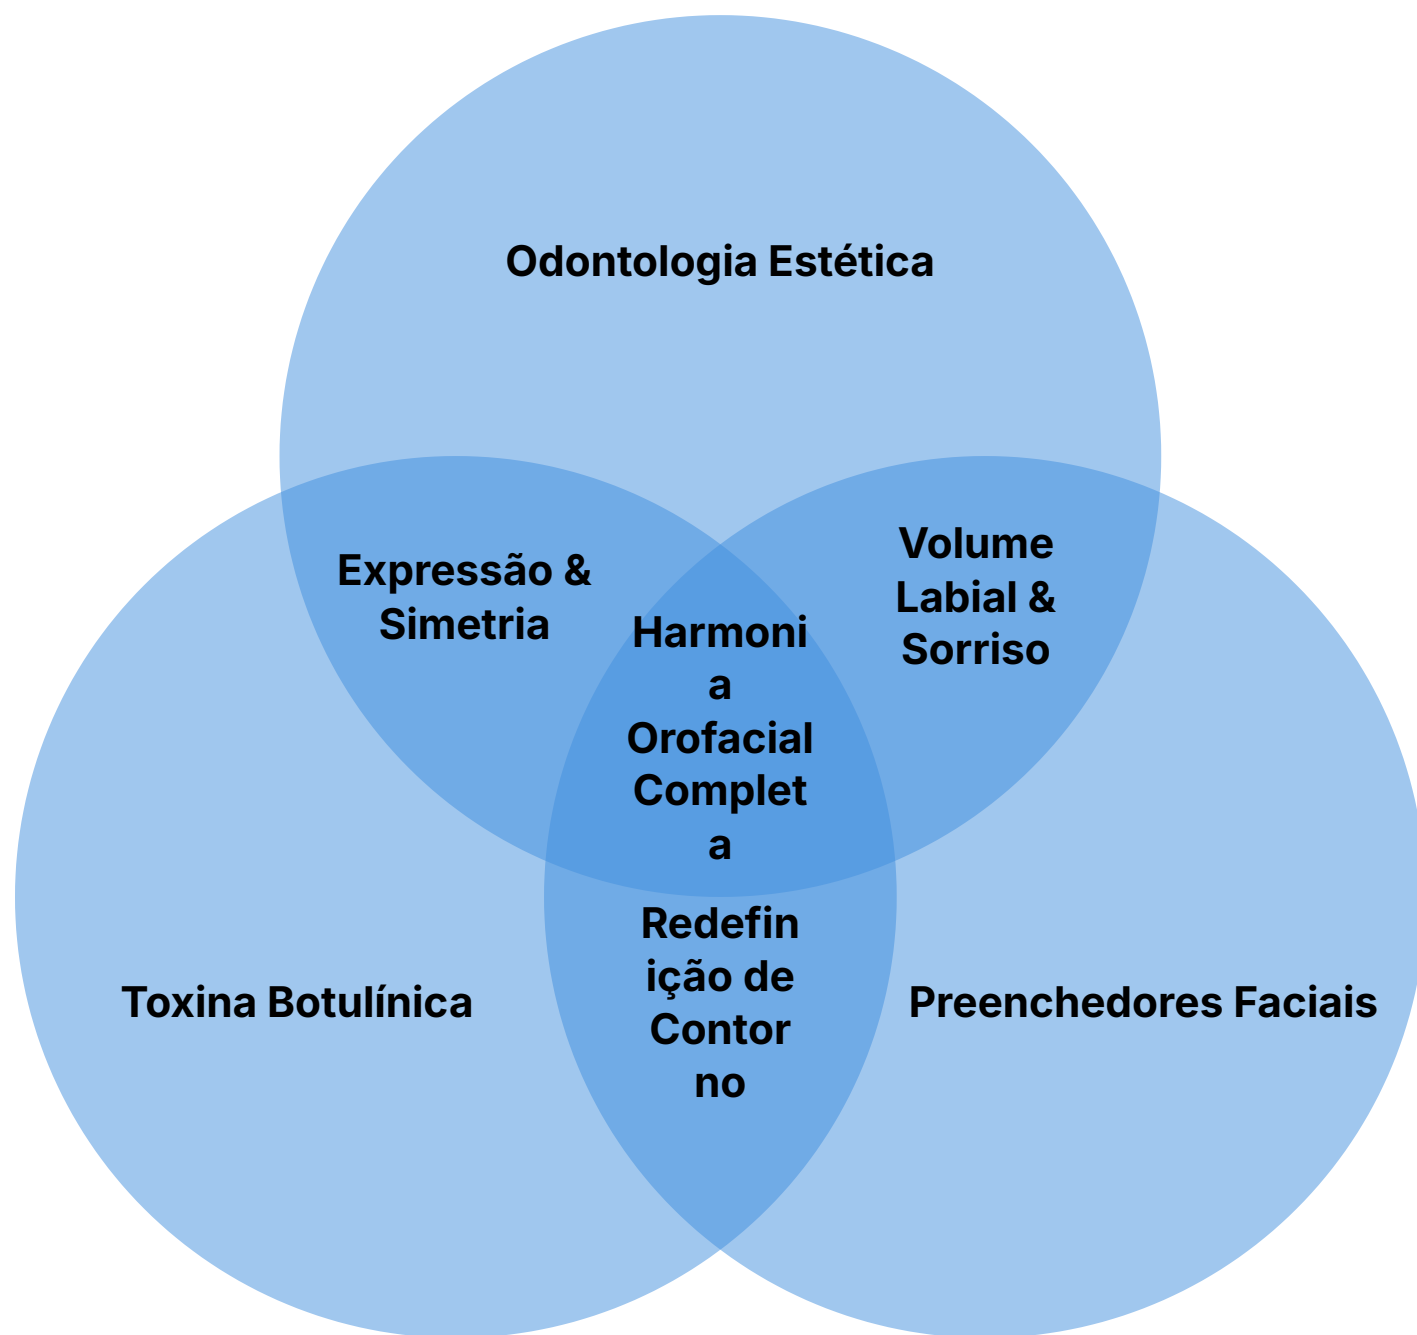 Odontologia Estética
Expressão &
Simetria
Volume
Labial &
Sorriso
Harmoni
a
Orofacial
Complet
a
Redefin
ição de
Contor
no
Toxina Botulínica
Preenchedores Faciais